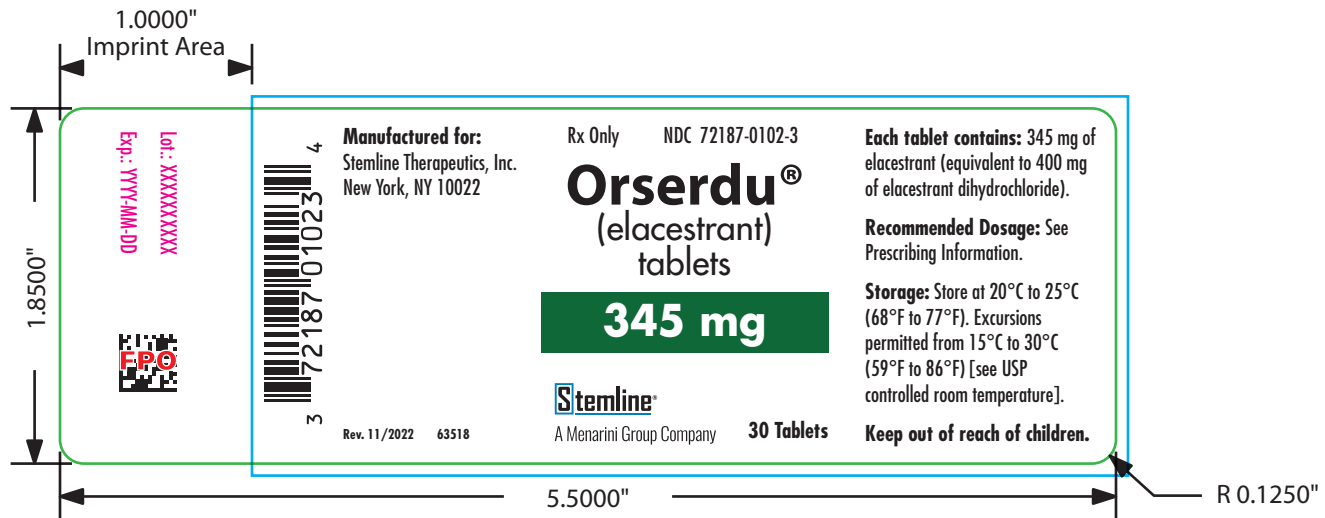 1.0000"
Imprint Area
1.8500"
Lot.: XXXXXXXXXX
Exp.: YYYY-MM-DD
FPO
3 72187 01023 4
Manufactured for:
Stemline Therapeutics, Inc.
New York, NY 10022
Rev. 11/2022 63518
Rx Only NDC 72187-0102-3
Orserdu®
(elacestrant)
tablets
345 mg
Stemline®
A Menarini Group Company 30 Tablets
Each tablet contains: 345 mg of
elacestrant (equivalent to 400 mg
of elacestrant dihydrochloride).
Recommended Dosage: See
Prescribing Information.
Storage: Store at 20°C to 25°C
(68°F to 77°F). Excursions
permitted from 15°C to 30°C
(59°F to 86°F) [see USP
controlled room temperature].
Keep out of reach of children.
5.5000"
R 0.1250"